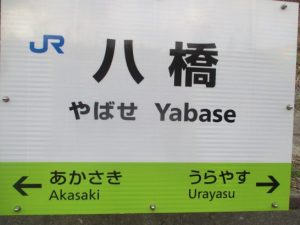 JR
八橋
やばせ Yabase
あかさき うらやす
← Akasaki Urayasu →